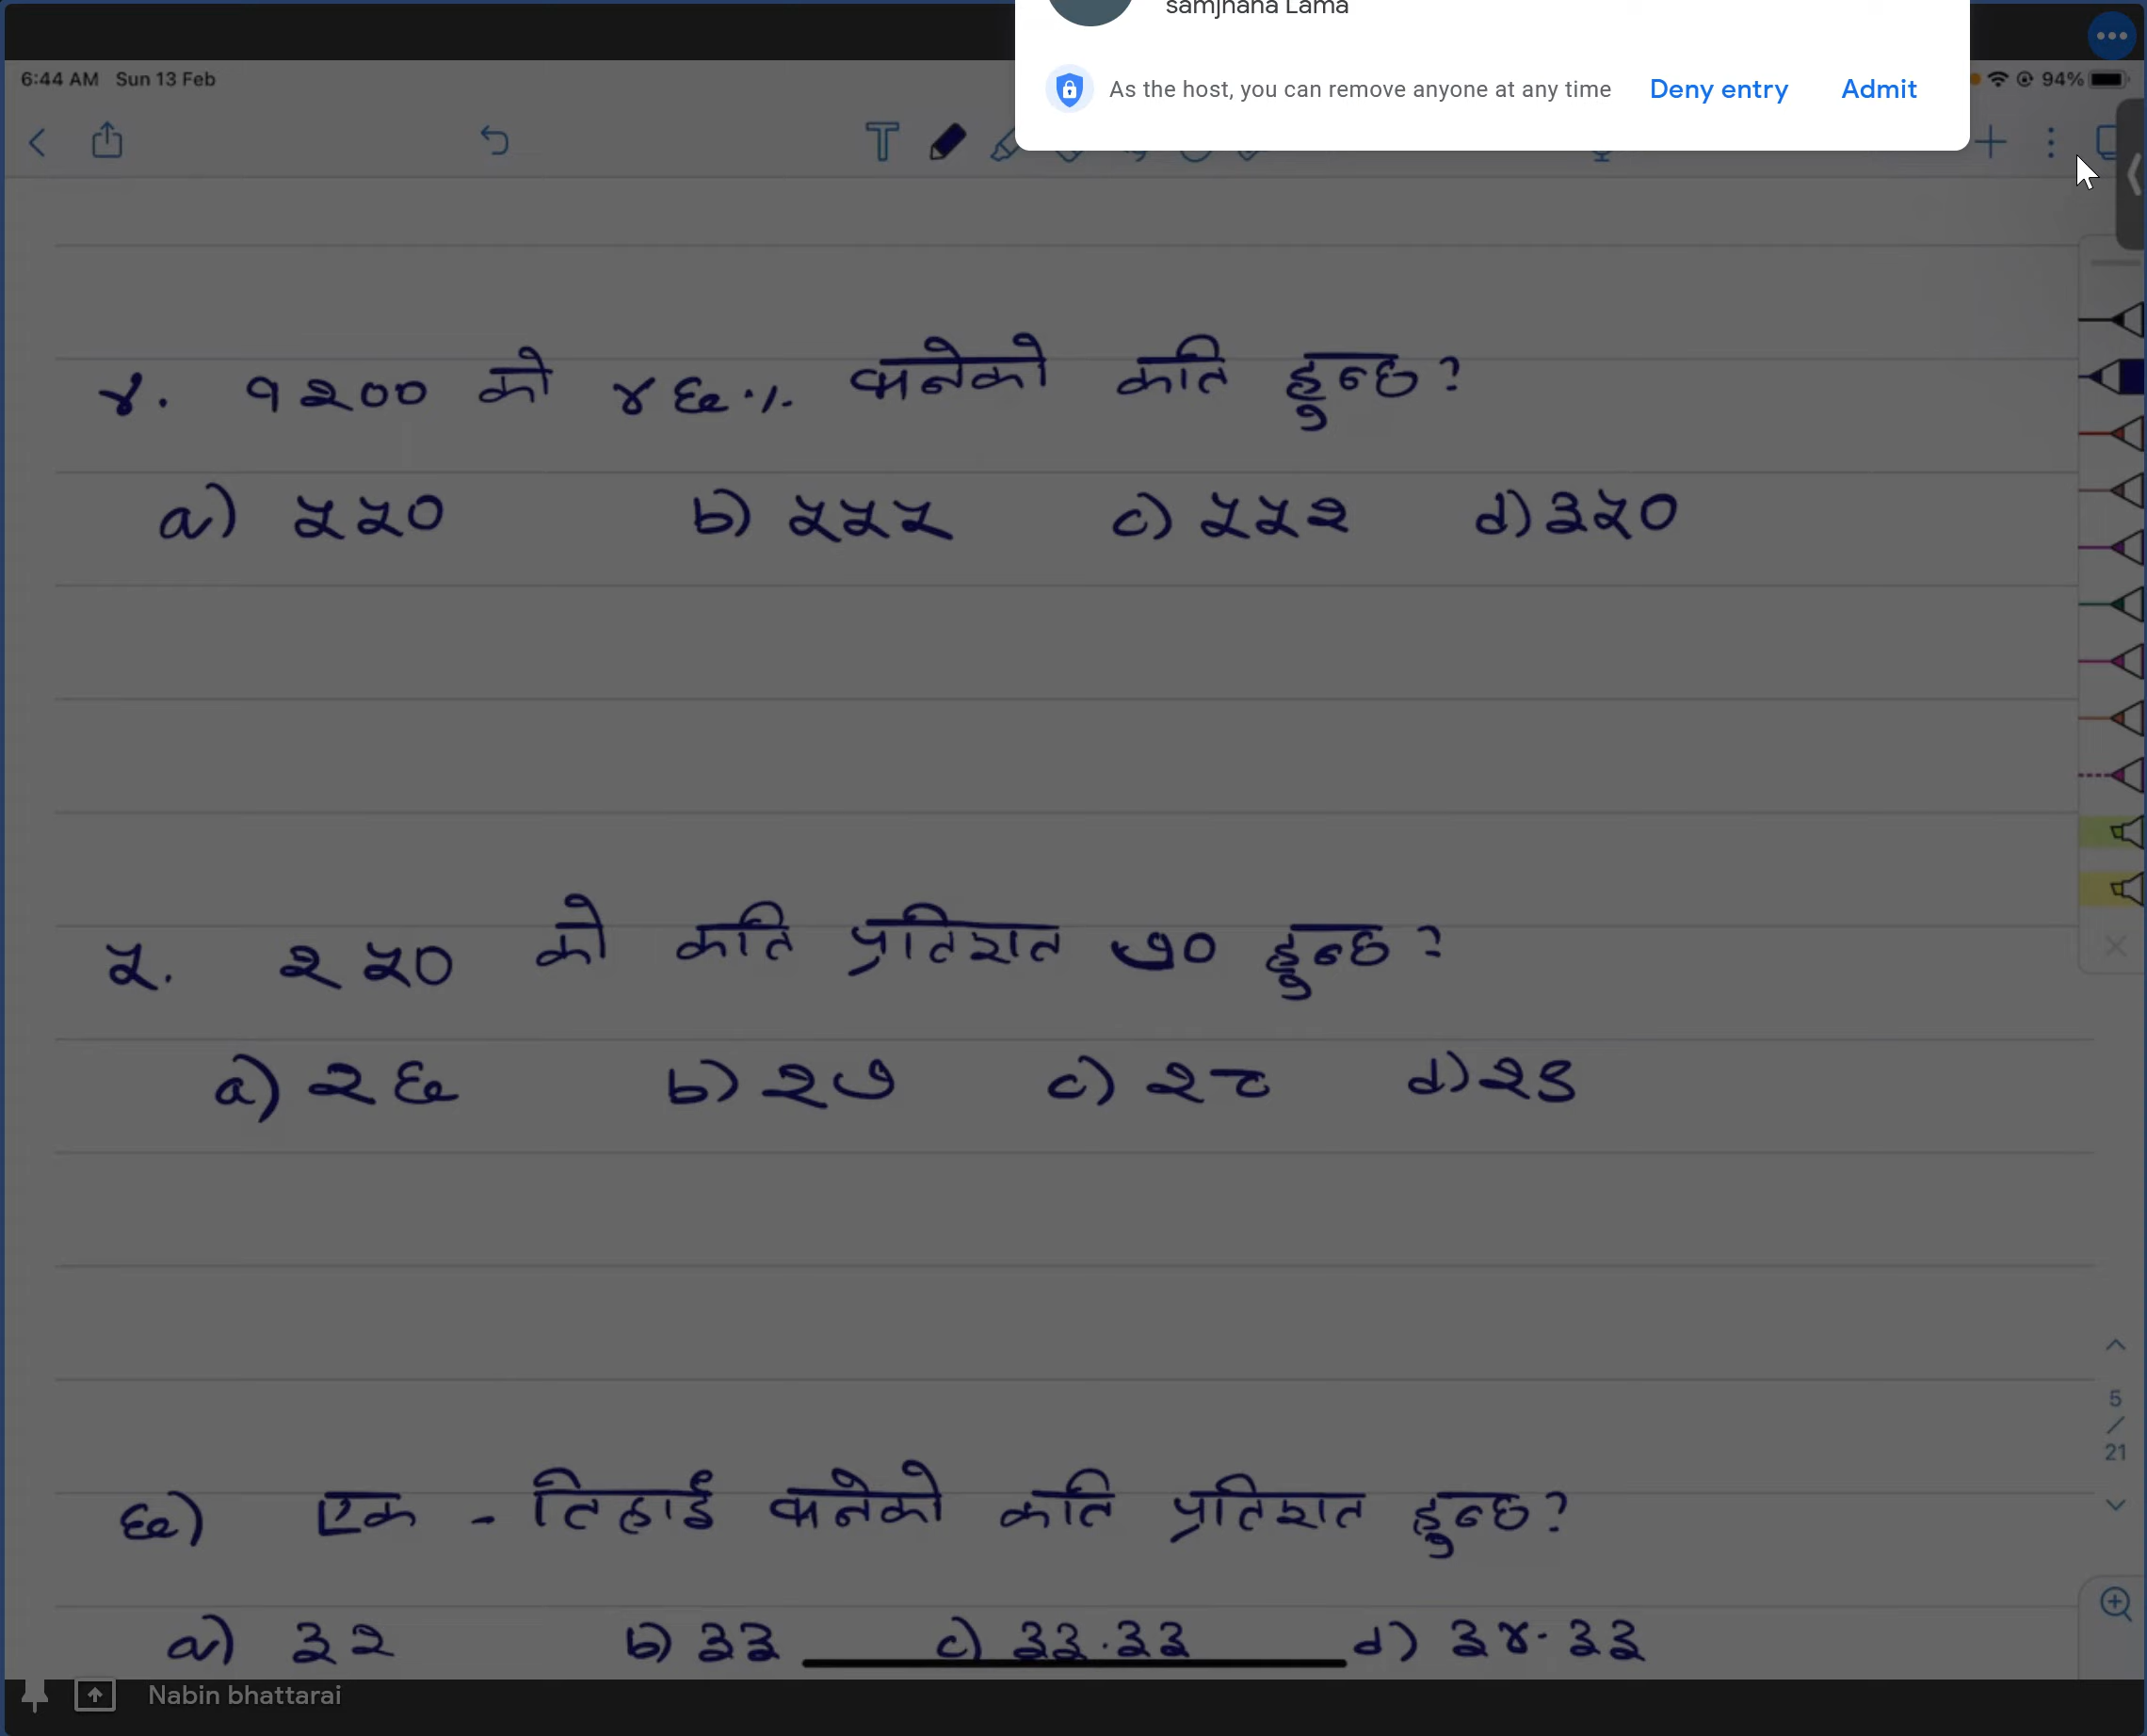 samjhana Lama
As the host, you can remove anyone at any time Deny entry Admit
6:44 AM Sun 13 Feb 94%
४. १२०० को ४६% भनेको कति हुन्छ?
a) ५५० b) ५५५ c) ५५२ d) ३५०
५. २५० को कति प्रतिशत ७० हुन्छ?
a) २६ b) २७ c) २८ d) २९
६) एक - तिहाई भनेको कति प्रतिशत हुन्छ?
a) ३२ b) ३३ c) ३३.३३ d) ३४.३३
5
/
21
Nabin bhattarai